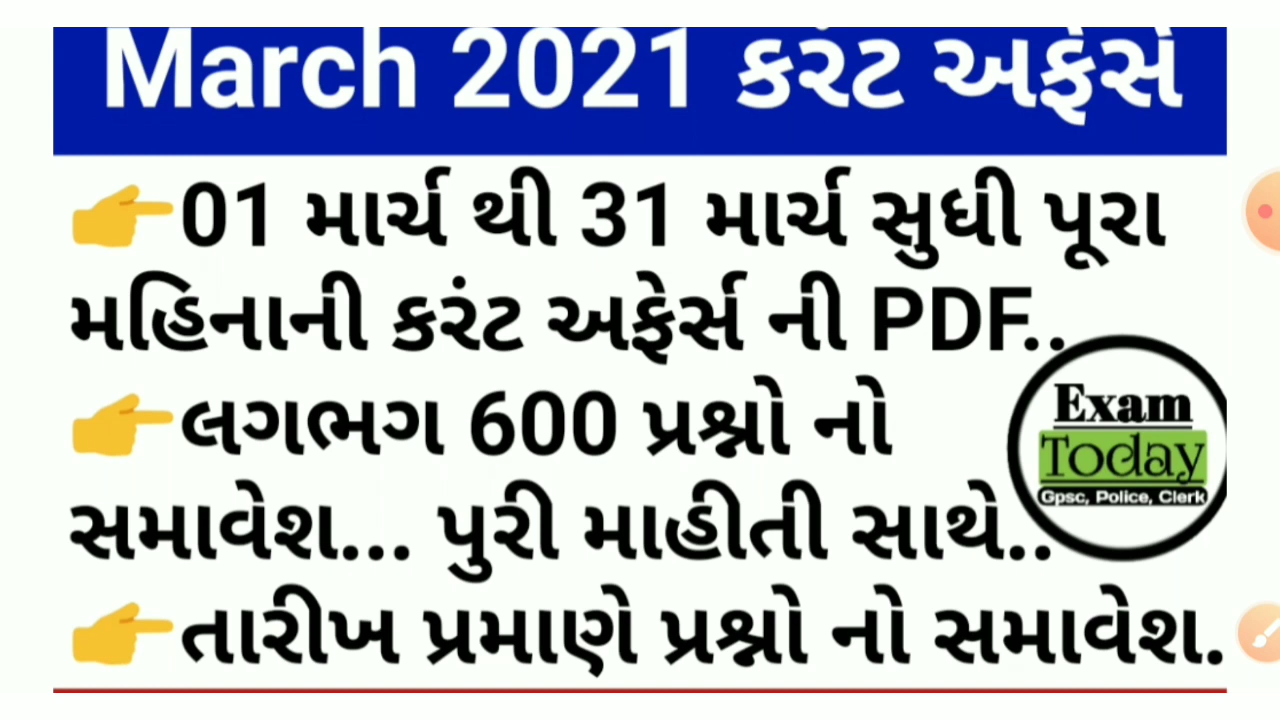 March 2021 કરંટ અફેર્સ
👉01 માર્ચ થી 31 માર્ચ સુધી પૂરા
મહિનાની કરંટ અફેર્સ ની PDF..
👉લગભગ 600 પ્રશ્નો નો
સમાવેશ... પુરી માહીતી સાથે..
👉તારીખ પ્રમાણે પ્રશ્નો નો સમાવેશ.
Exam
Today
Gpsc, Police, Clerk